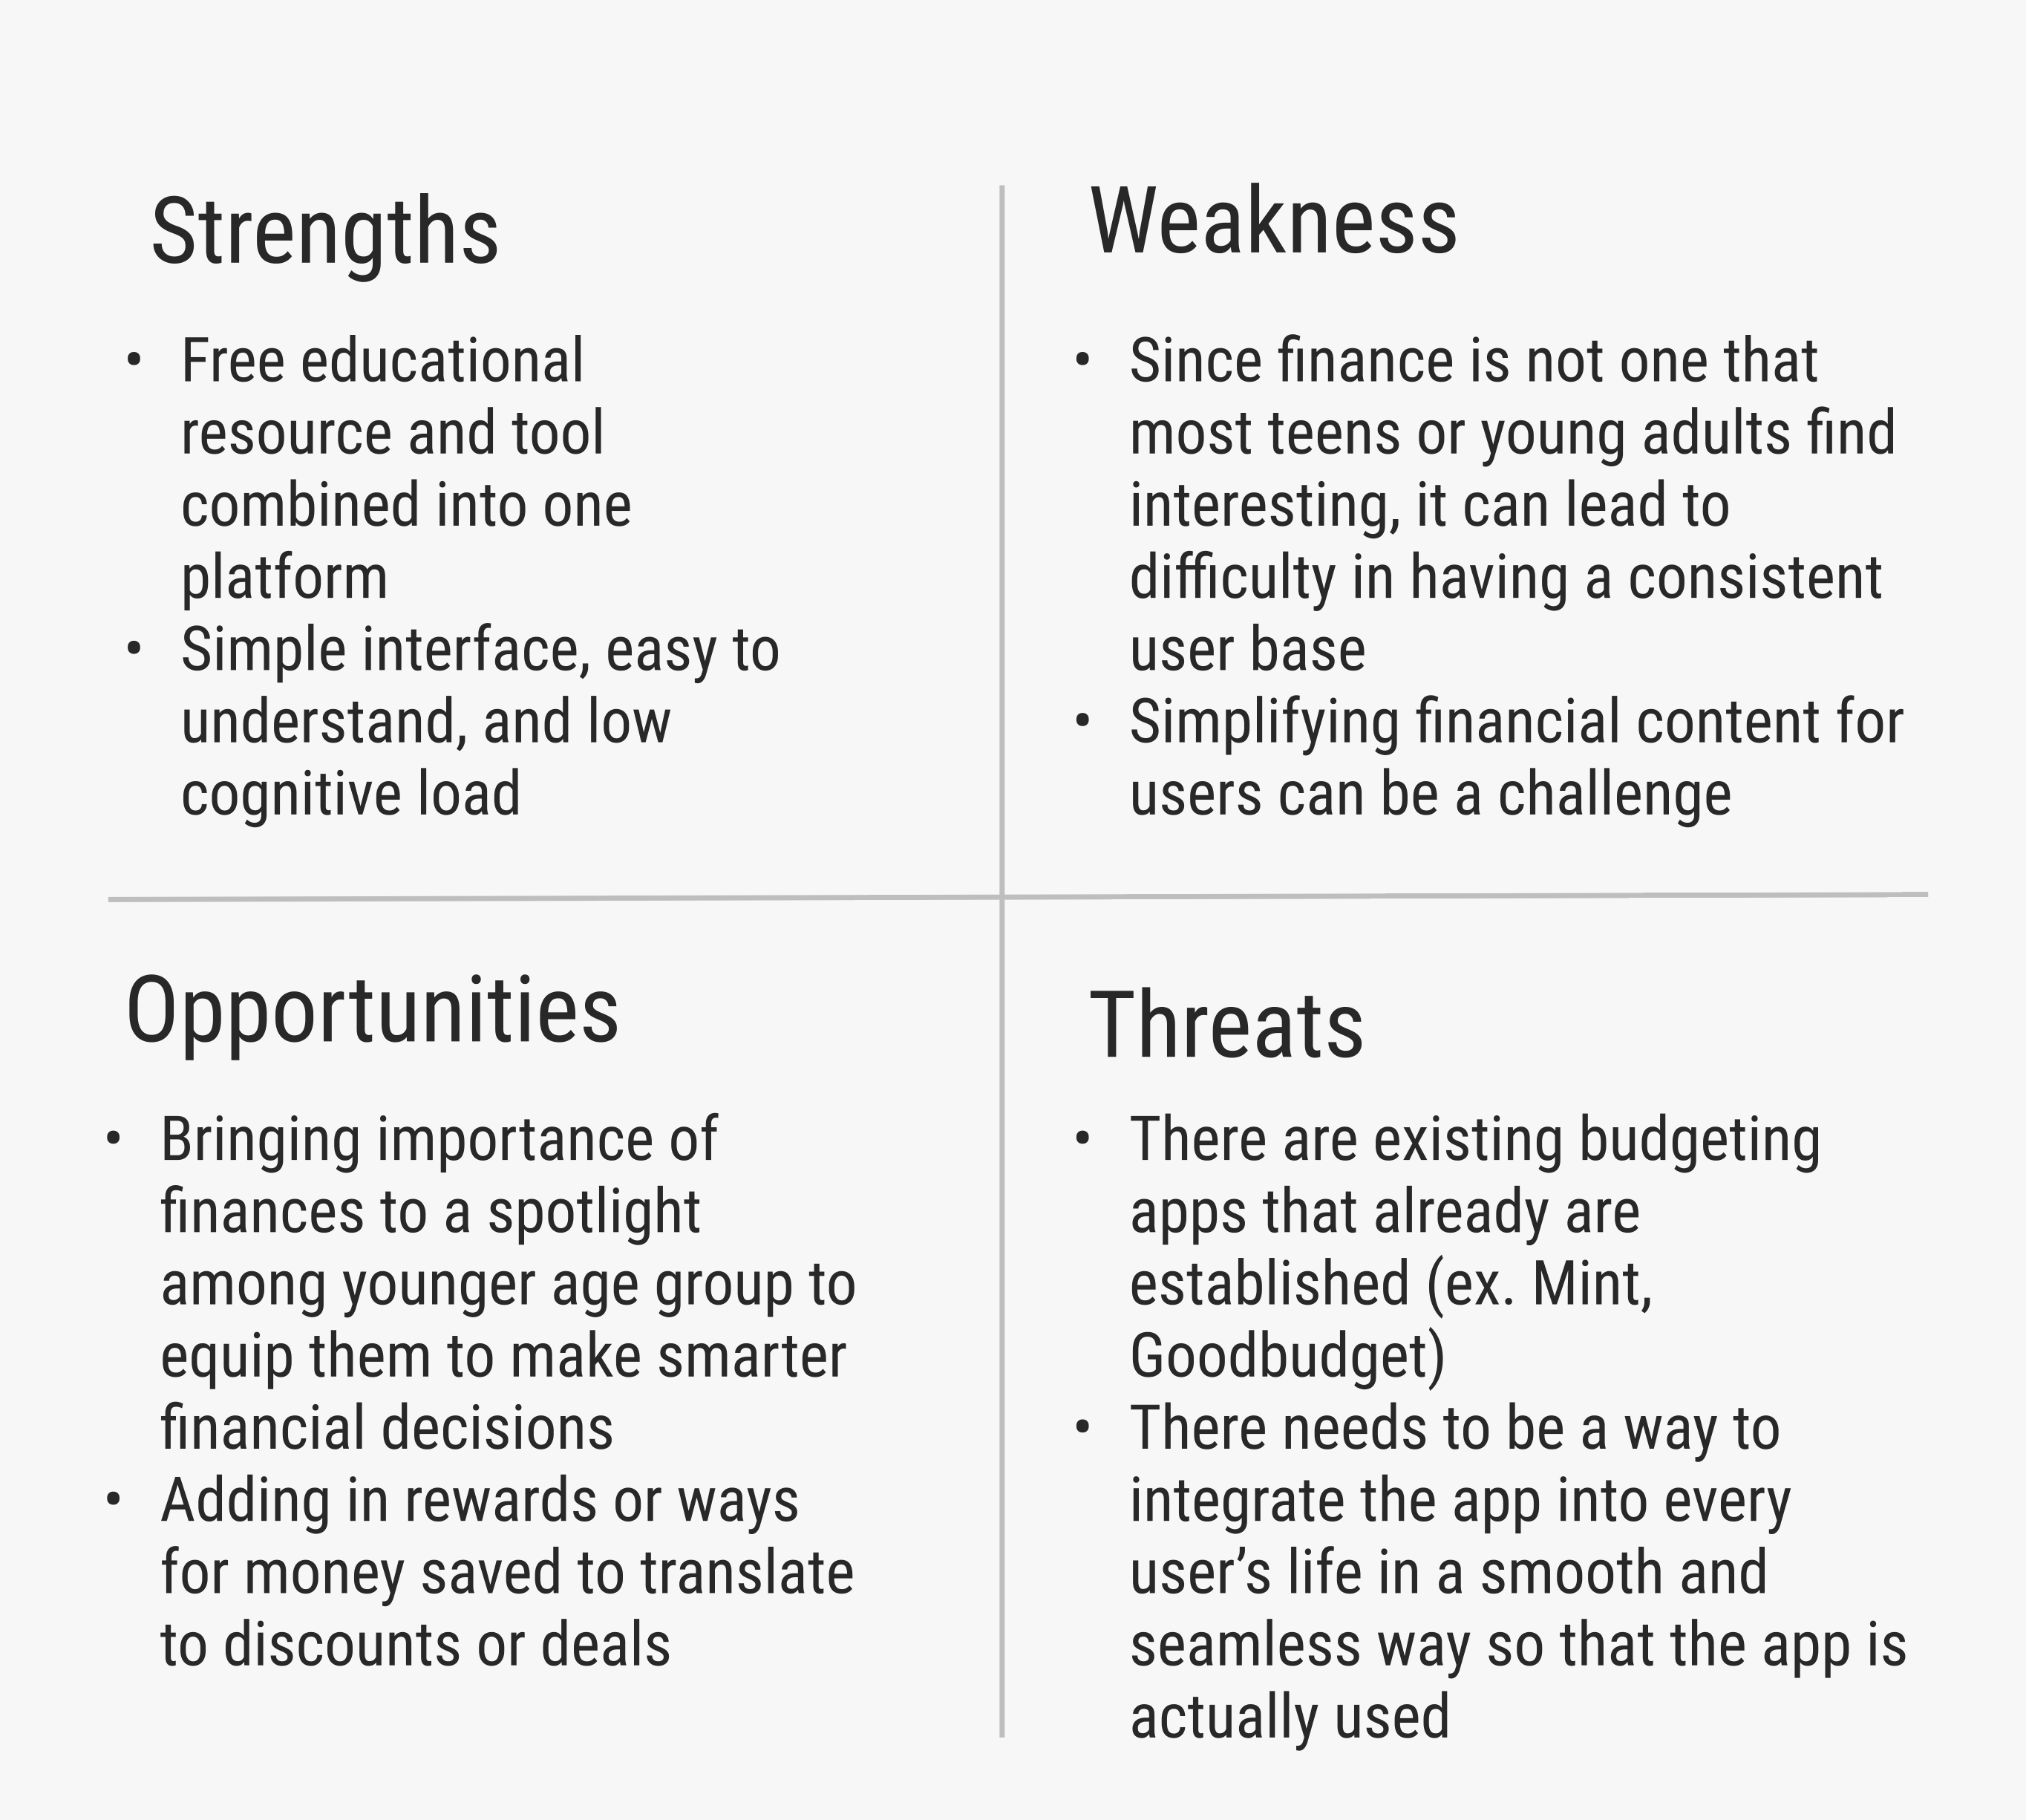 Strengths
• Free educational
resource and tool
combined into one
platform
• Simple interface, easy to
understand, and low
cognitive load
Weakness
• Since finance is not one that
most teens or young adults find
interesting, it can lead to
difficulty in having a consistent
user base
• Simplifying financial content for
users can be a challenge
Opportunities
• Bringing importance of
finances to a spotlight
among younger age group to
equip them to make smarter
financial decisions
• Adding in rewards or ways
for money saved to translate
to discounts or deals
Threats
• There are existing budgeting
apps that already are
established (ex. Mint,
Goodbudget)
• There needs to be a way to
integrate the app into every
user’s life in a smooth and
seamless way so that the app is
actually used